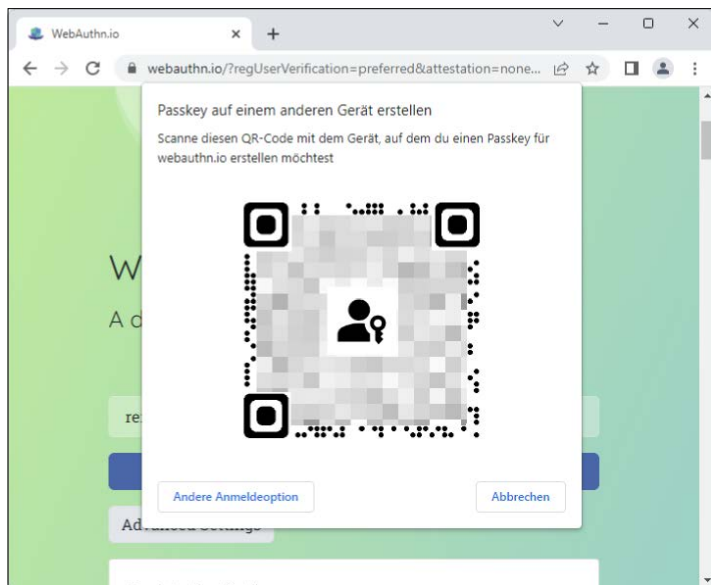 WebAuthn.io
webauthn.io/?regUserVerification=preferred&attestation=none...
Passkey auf einem anderen Gerät erstellen
Scanne diesen QR-Code mit dem Gerät, auf dem du einen Passkey für
webauthn.io erstellen möchtest
W
A d
re
Andere Anmeldeoption
Abbrechen
Advanced Settings